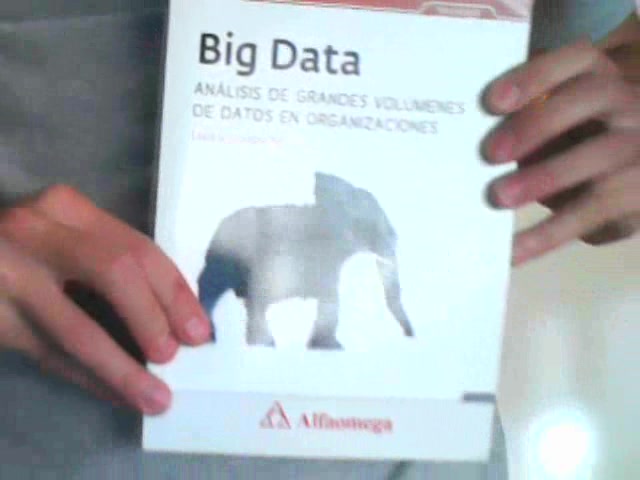 Big Data
ANÁLISIS DE GRANDES VOLUMENES
DE DATOS EN ORGANIZACIONES
Alfaomega